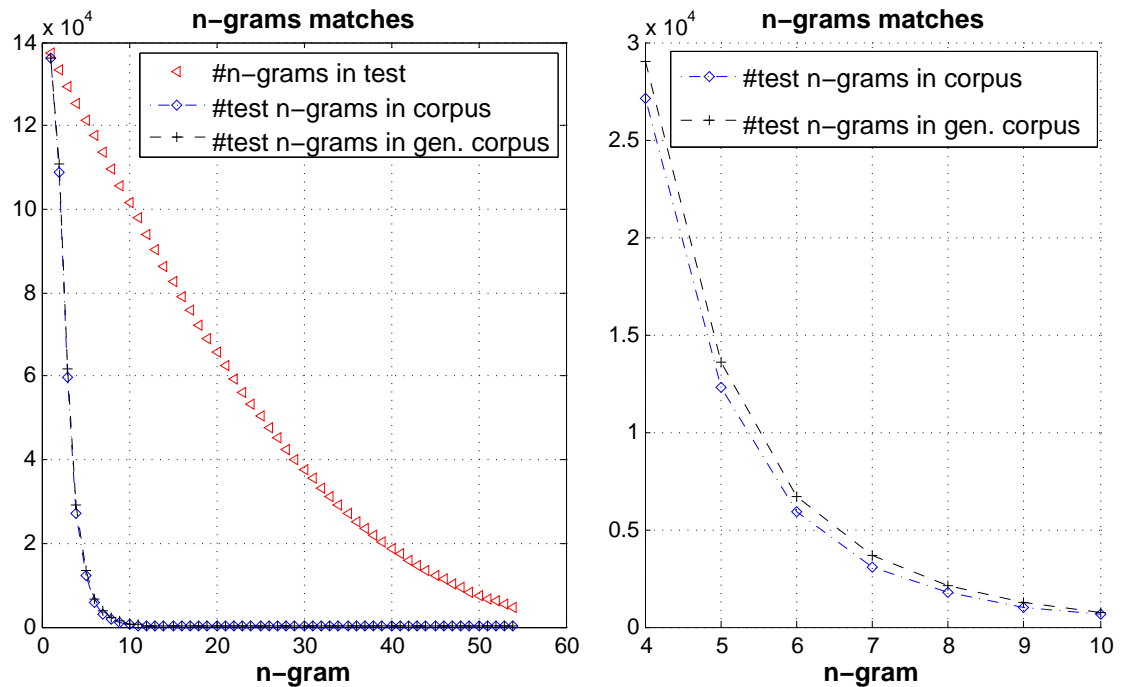 n-grams matches
x 10^4
14
12
10
8
6
4
2
0
0 10 20 30 40 50 60
n-gram
#n-grams in test
#test n-grams in corpus
#test n-grams in gen. corpus
n-grams matches
x 10^4
3
2.5
2
1.5
1
0.5
0
4 5 6 7 8 9 10
n-gram
#test n-grams in corpus
#test n-grams in gen. corpus